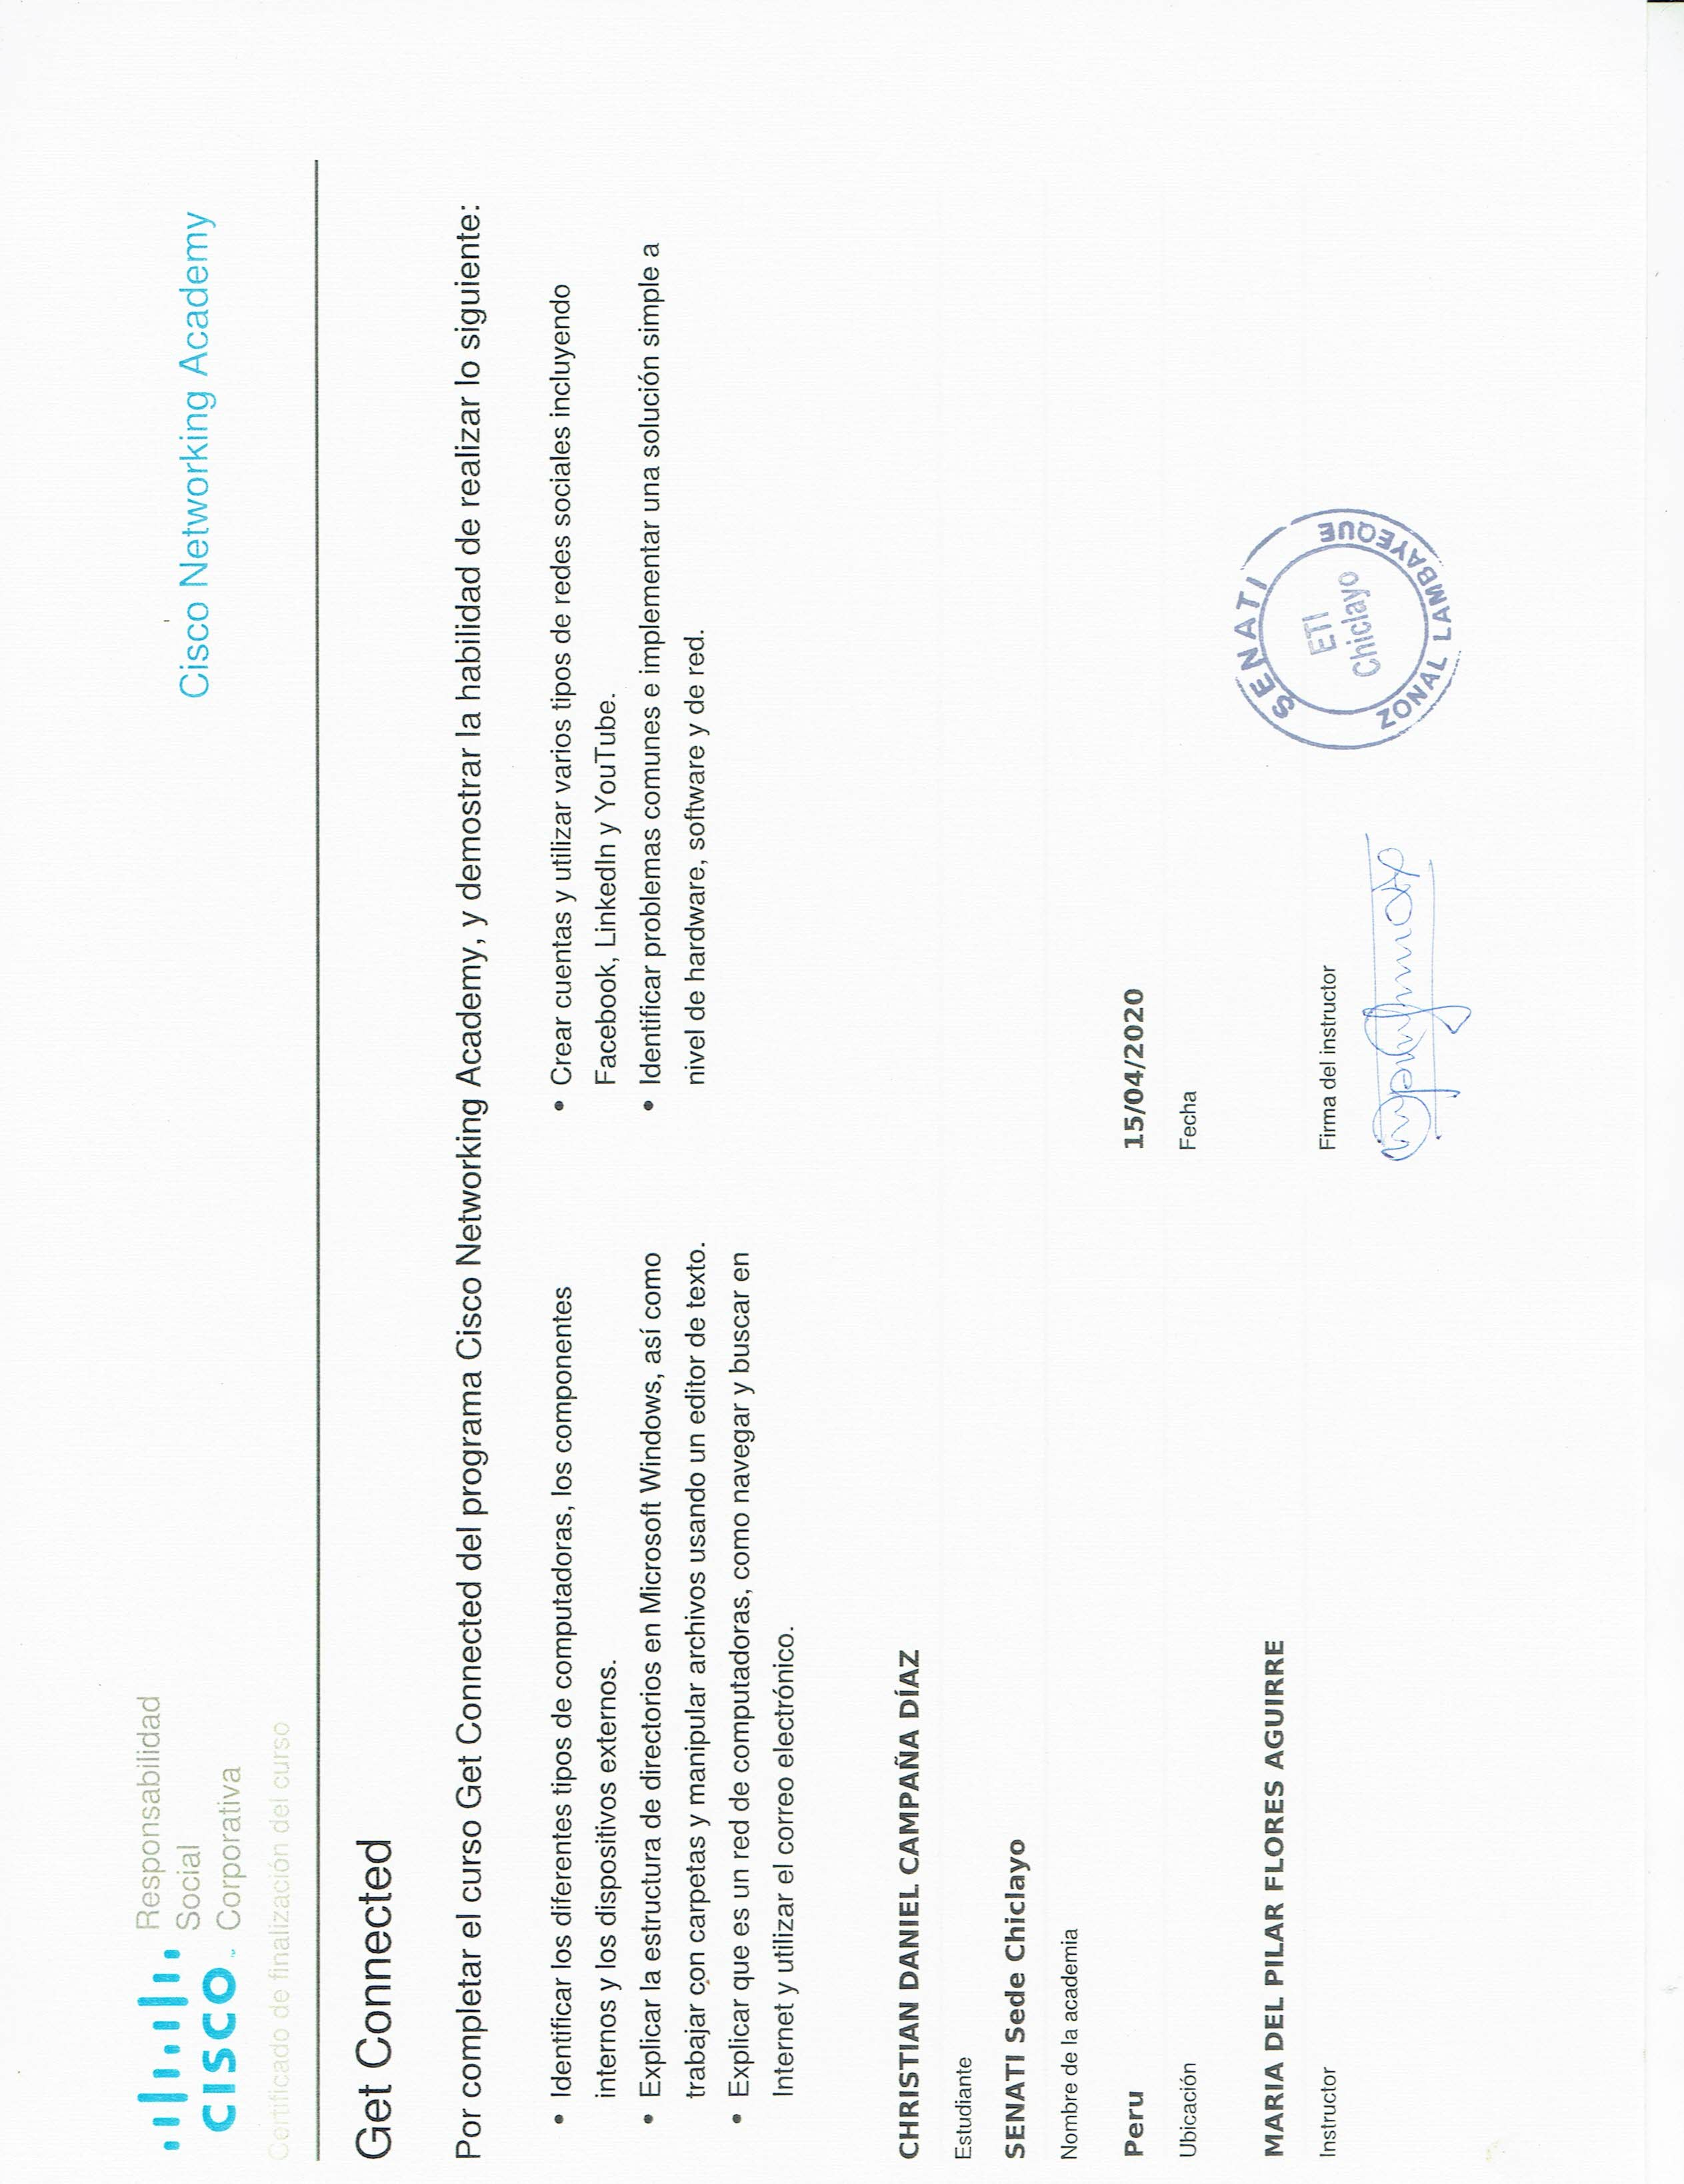 CISCO
Responsabilidad
Social
Corporativa
Cisco Networking Academy
Certificado de finalización del curso
Get Connected
Por completar el curso Get Connected del programa Cisco Networking Academy, y demostrar la habilidad de realizar lo siguiente:
• Identificar los diferentes tipos de computadoras, los componentes
internos y los dispositivos externos.
• Explicar la estructura de directorios en Microsoft Windows, así como
trabajar con carpetas y manipular archivos usando un editor de texto.
• Explicar que es un red de computadoras, como navegar y buscar en
Internet y utilizar el correo electrónico.
• Crear cuentas y utilizar varios tipos de redes sociales incluyendo
Facebook, LinkedIn y YouTube.
• Identificar problemas comunes e implementar una solución simple a
nivel de hardware, software y de red.
CHRISTIAN DANIEL CAMPAÑA DÍAZ
Estudiante
SENATI Sede Chiclayo
Nombre de la academia
Peru
Ubicación
15/04/2020
Fecha
MARIA DEL PILAR FLORES AGUIRRE
Instructor
Firma del instructor
SENATI
ETI
Chiclayo
ZONAL LAMBAYEQUE